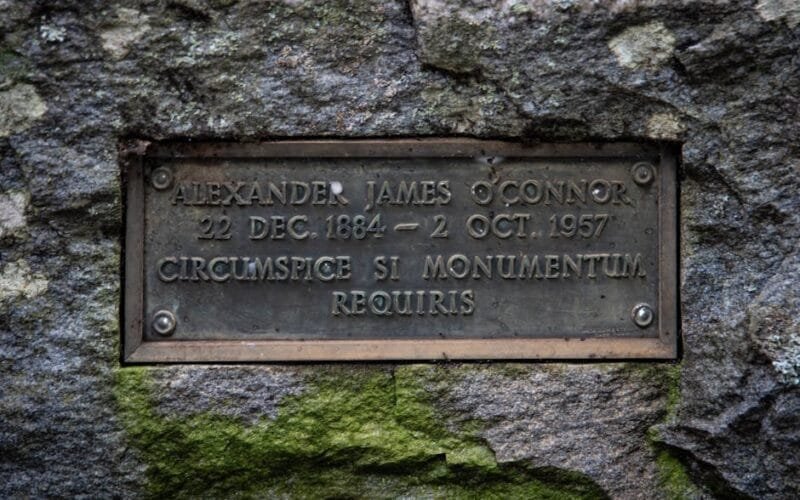 ALEXANDER JAMES O'CONNOR
22 DEC. 1884 — 2 OCT. 1957
CIRCUMSPICE SI MONUMENTUM
REQUIRIS